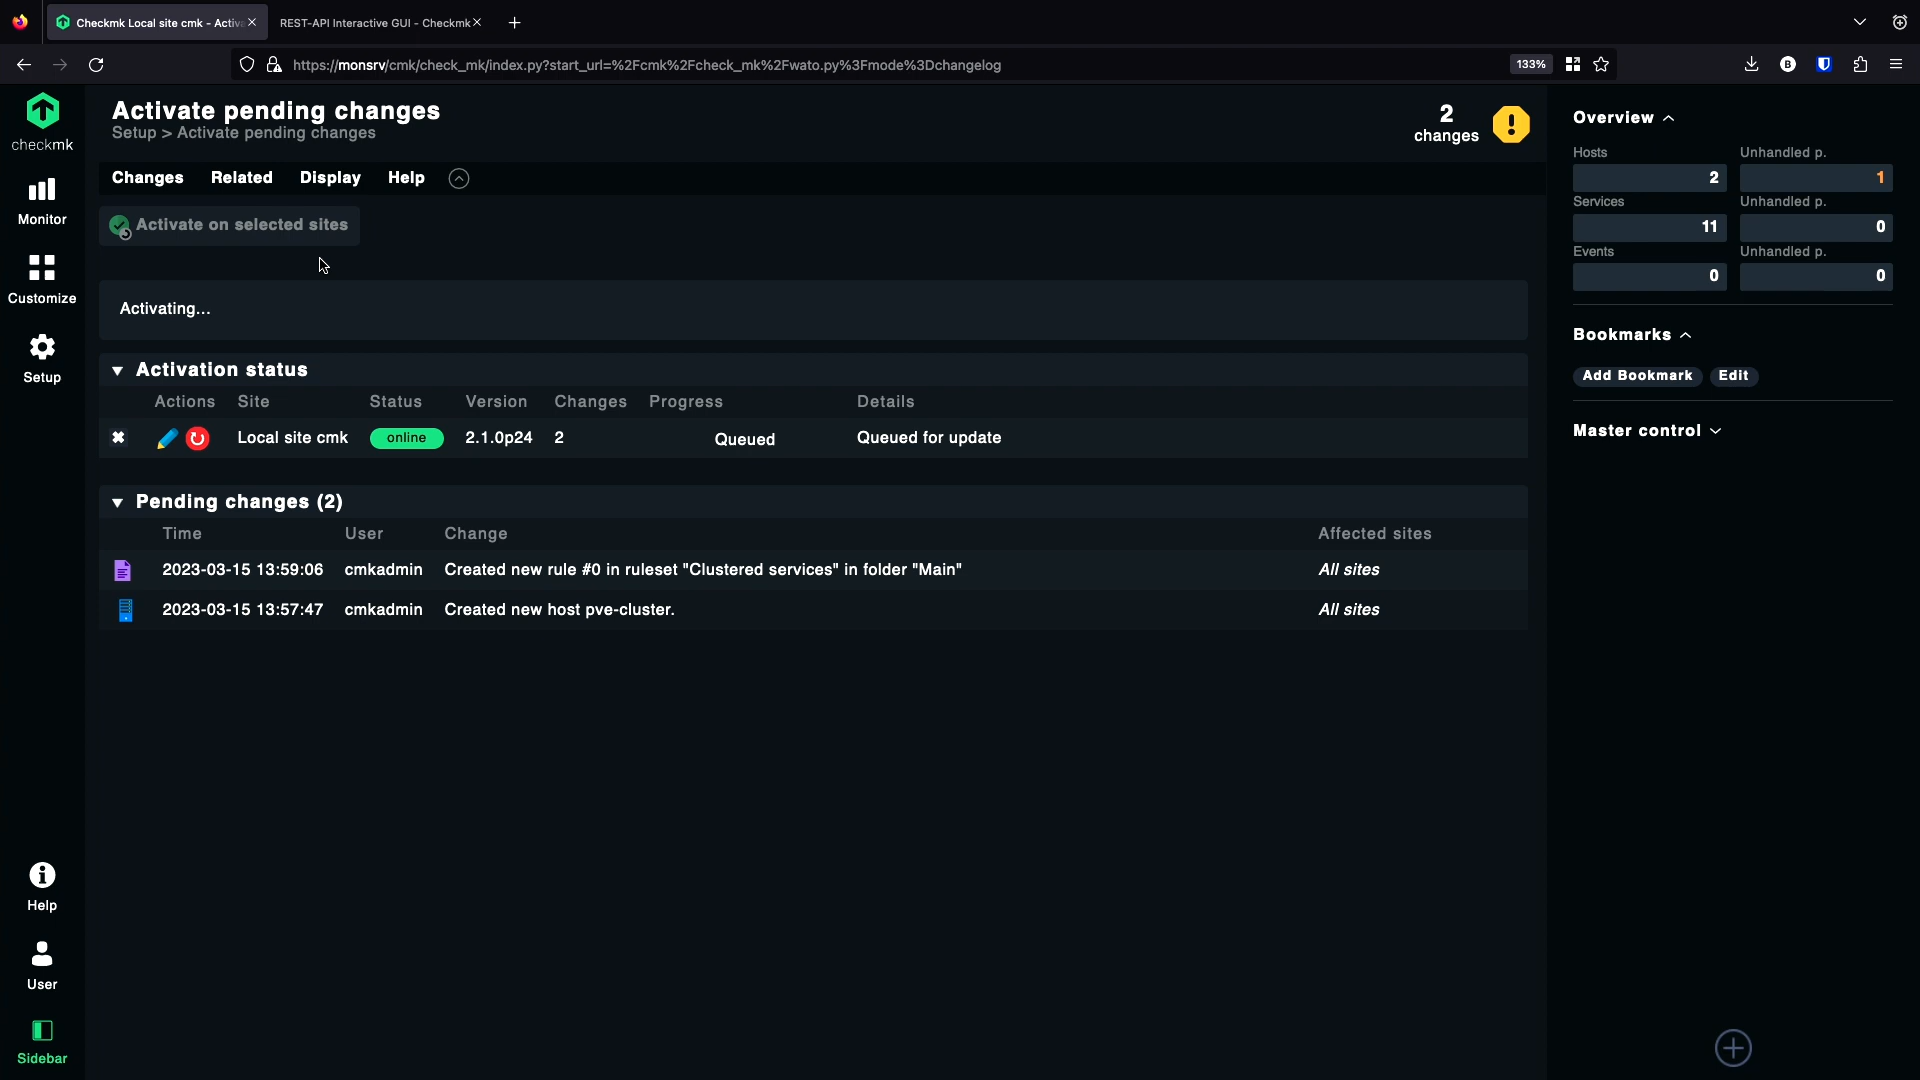 Checkmk Local site cmk - Activ
REST-API Interactive GUI - Checkmk
https://monsrv/cmk/check_mk/index.py?start_url=%2Fcmk%2Fcheck_mk%2Fwato.py%3Fmode%3Dchangelog
133%
B
checkmk
Monitor
Customize
Setup
Help
User
Sidebar
Activate pending changes
Setup > Activate pending changes
2
changes
Changes Related Display Help
Activate on selected sites
Activating...
Activation status
Actions Site Status Version Changes Progress Details
Local site cmk online 2.1.0p24 2 Queued Queued for update
Pending changes (2)
Time User Change Affected sites
2023-03-15 13:59:06 cmkadmin Created new rule #0 in ruleset "Clustered services" in folder "Main" All sites
2023-03-15 13:57:47 cmkadmin Created new host pve-cluster. All sites
Overview
Hosts Unhandled p.
2 1
Services Unhandled p.
11 0
Events Unhandled p.
0 0
Bookmarks
Add Bookmark Edit
Master control